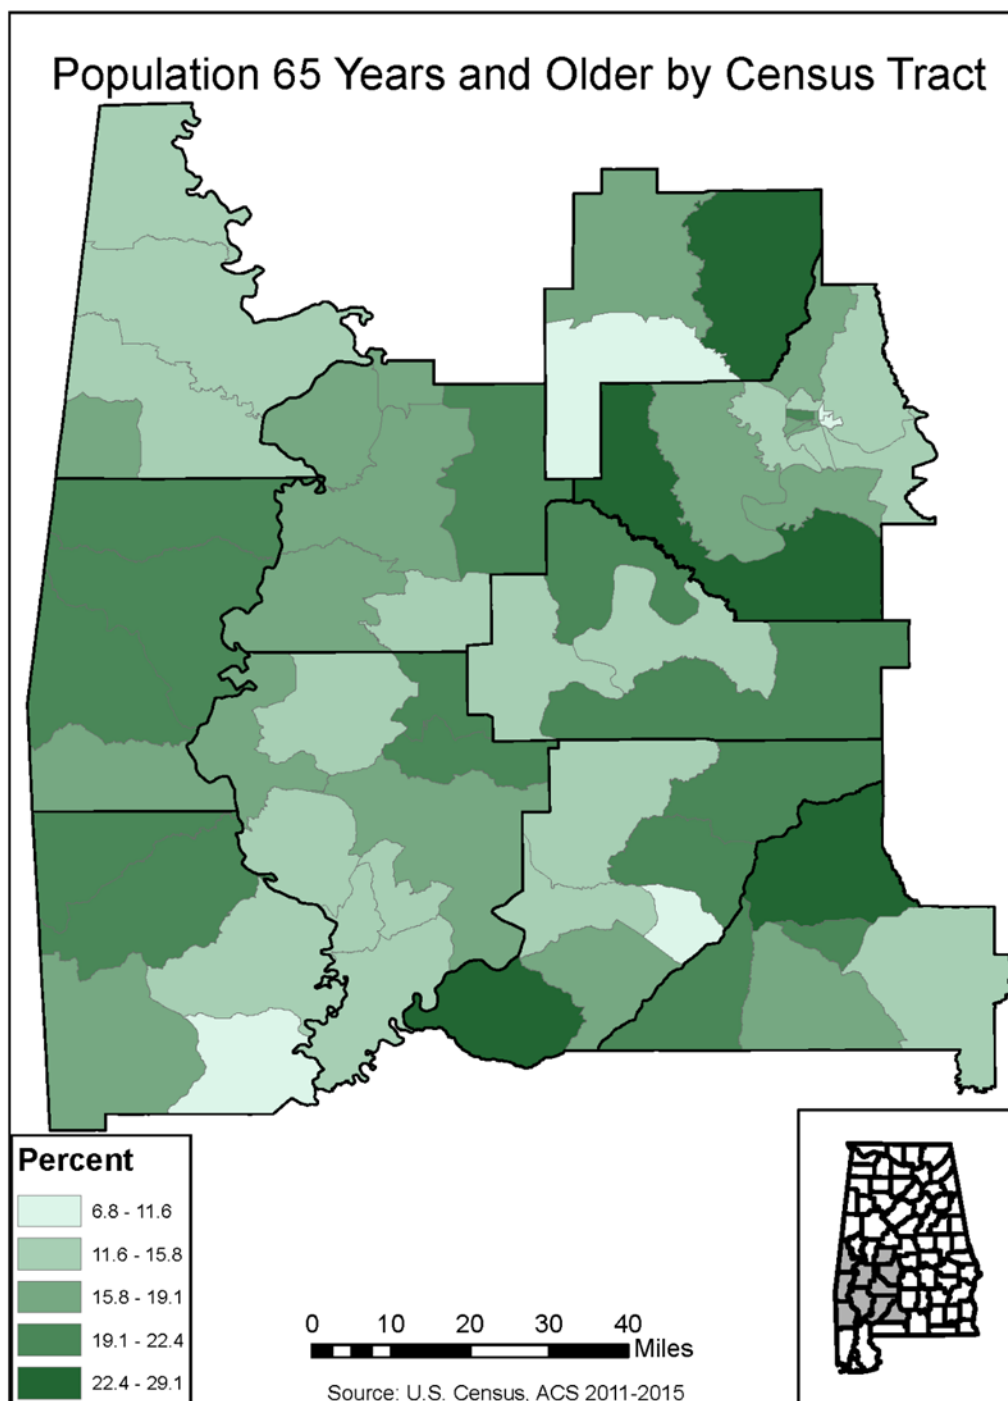 Population 65 Years and Older by Census Tract
Percent
6.8 - 11.6
11.6 - 15.8
15.8 - 19.1
19.1 - 22.4
22.4 - 29.1
0 10 20 30 40
Miles
Source: U.S. Census, ACS 2011-2015